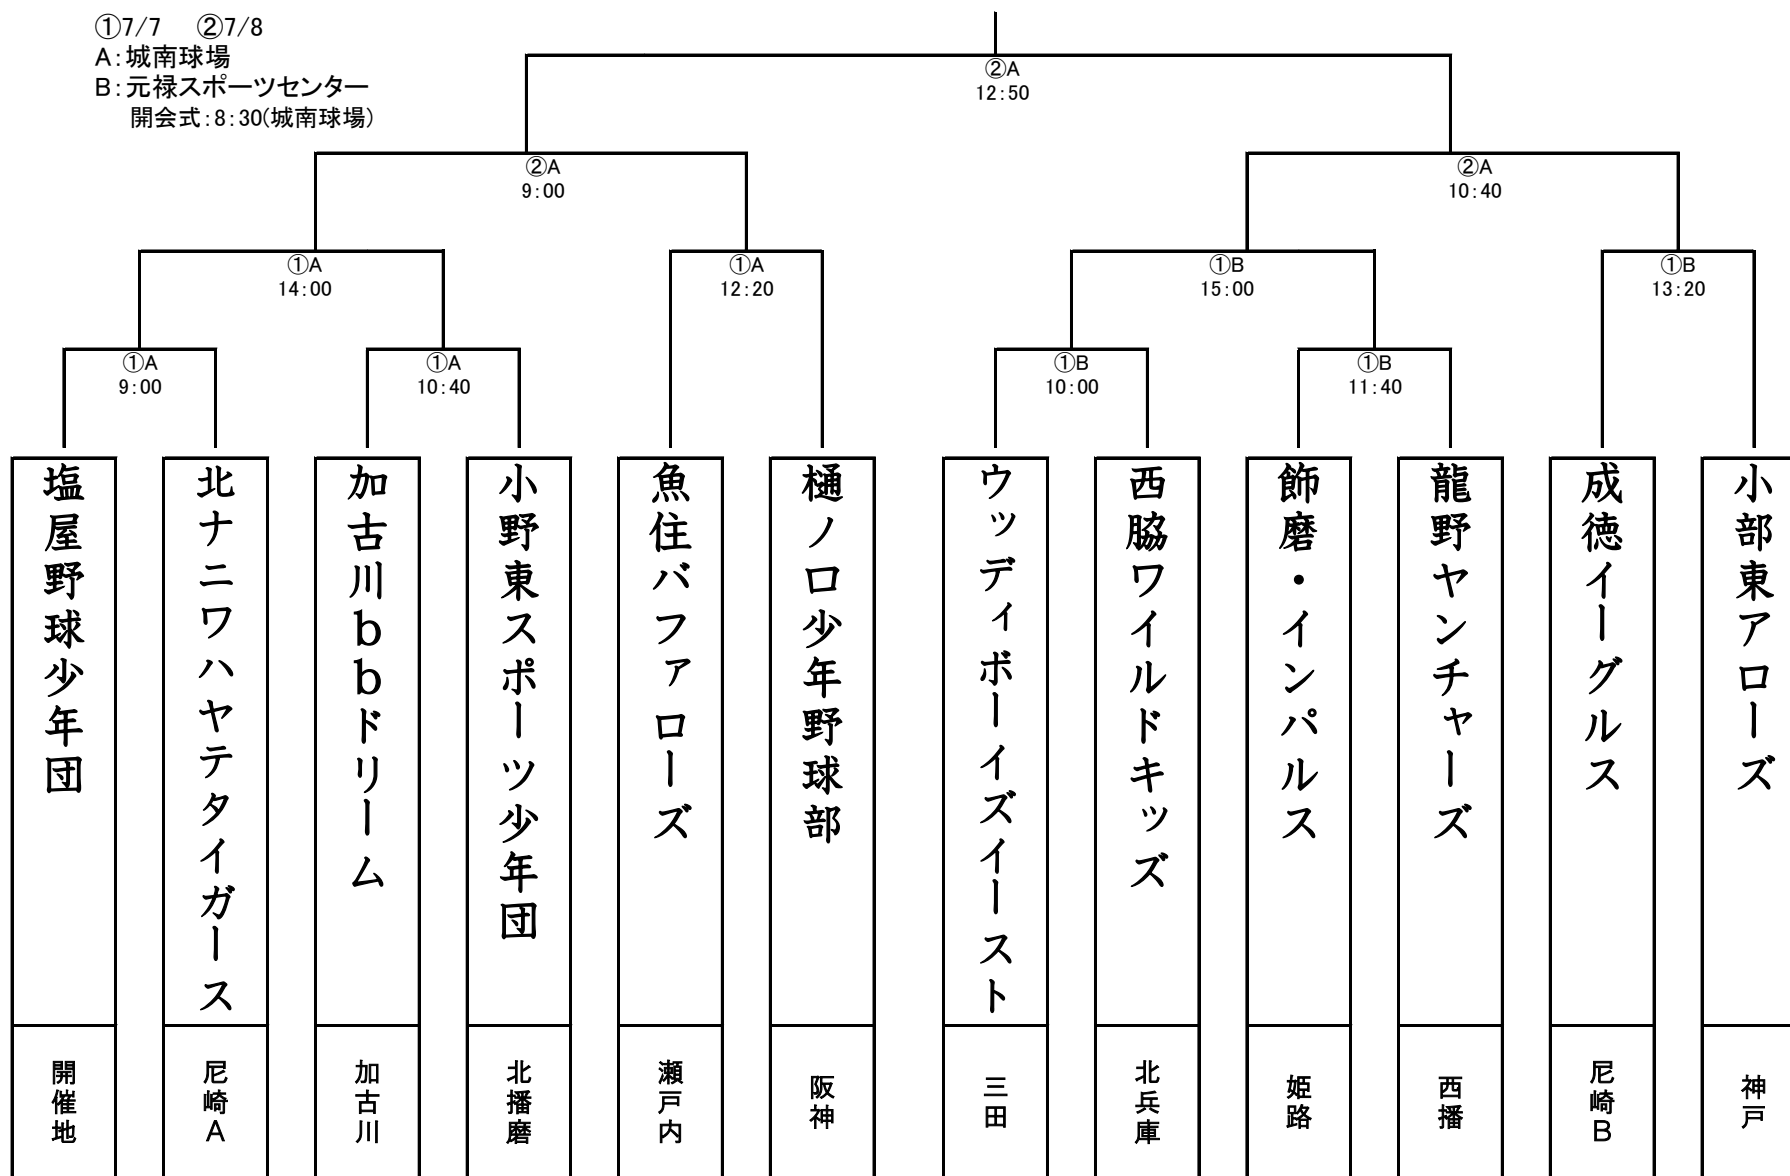 ①7/7 ②7/8
A:城南球場
B:元禄スポーツセンター
開会式:8:30(城南球場)
②A
12:50
②A
9:00
②A
10:40
①A
14:00
①A
12:20
①B
15:00
①B
13:20
①A
9:00
①A
10:40
①B
10:00
①B
11:40
塩屋野球少年団
北ナニワハヤテタイガース
加古川bbドリーム
小野東スポーツ少年団
魚住バファローズ
樋ノ口少年野球部
ウッディボーイズイースト
西脇ワイルドキッズ
飾磨・インパルス
龍野ヤンチャーズ
成徳イーグルス
小部東アローズ
開催地
尼崎A
加古川
北播磨
瀬戸内
阪神
三田
北兵庫
姫路
西播
尼崎B
神戸